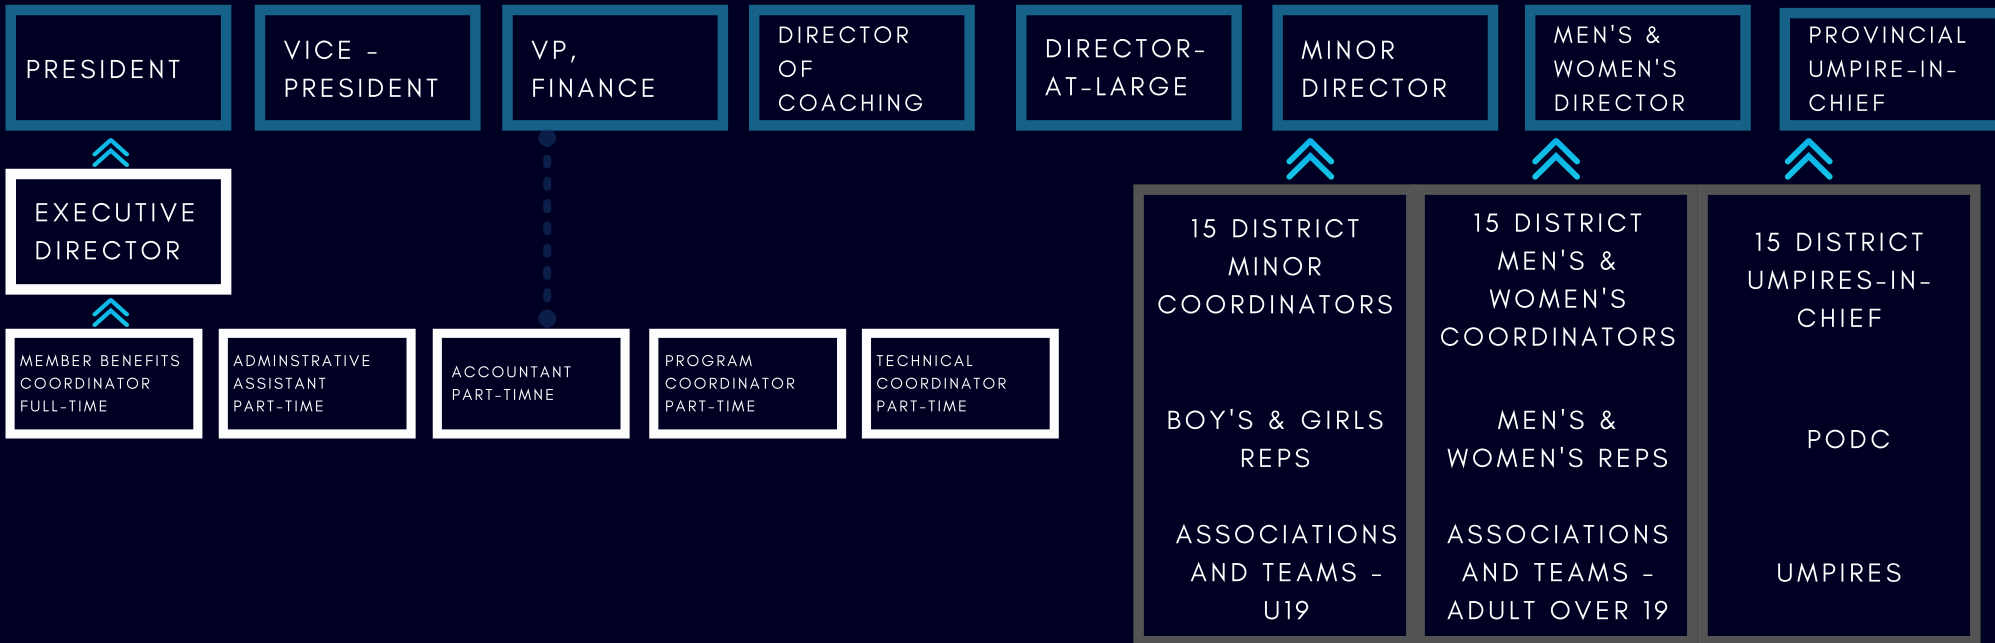 PRESIDENT
VICE -
PRESIDENT
VP,
FINANCE
DIRECTOR
OF
COACHING
DIRECTOR-
AT-LARGE
MINOR
DIRECTOR
MEN'S &
WOMEN'S
DIRECTOR
PROVINCIAL
UMPIRE-IN-
CHIEF
EXECUTIVE
DIRECTOR
MEMBER BENEFITS
COORDINATOR
FULL-TIME
ADMINSTRATIVE
ASSISTANT
PART-TIME
ACCOUNTANT
PART-TIMNE
PROGRAM
COORDINATOR
PART-TIME
TECHNICAL
COORDINATOR
PART-TIME
15 DISTRICT
MINOR
COORDINATORS
BOY'S & GIRLS
REPS
ASSOCIATIONS
AND TEAMS -
U19
15 DISTRICT
MEN'S &
WOMEN'S
COORDINATORS
MEN'S &
WOMEN'S REPS
ASSOCIATIONS
AND TEAMS -
ADULT OVER 19
15 DISTRICT
UMPIRES-IN-
CHIEF
PODC
UMPIRES